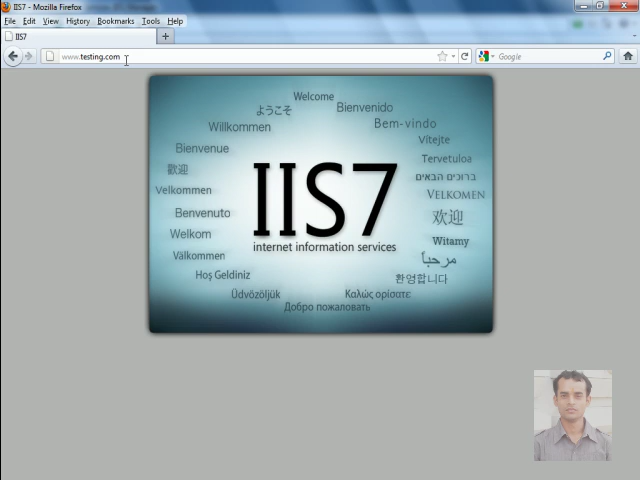 IIS7 - Mozilla Firefox
File Edit View History Bookmarks Tools Help
IIS7
www.testing.com
Google
Welcome
ようこそ
Bienvenido
Willkommen
Bem-vindo
Vítejte
Bienvenue
Tervetuloa
歡迎
ברוכים הבאים
Velkommen
VELKOMEN
Benvenuto
欢迎
IIS7
Welkom
Witamy
internet information services
Välkommen
مرحباً
Hoş Geldiniz
환영합니다
Üdvözöljük
Καλώς ορίσατε
Добро пожаловать